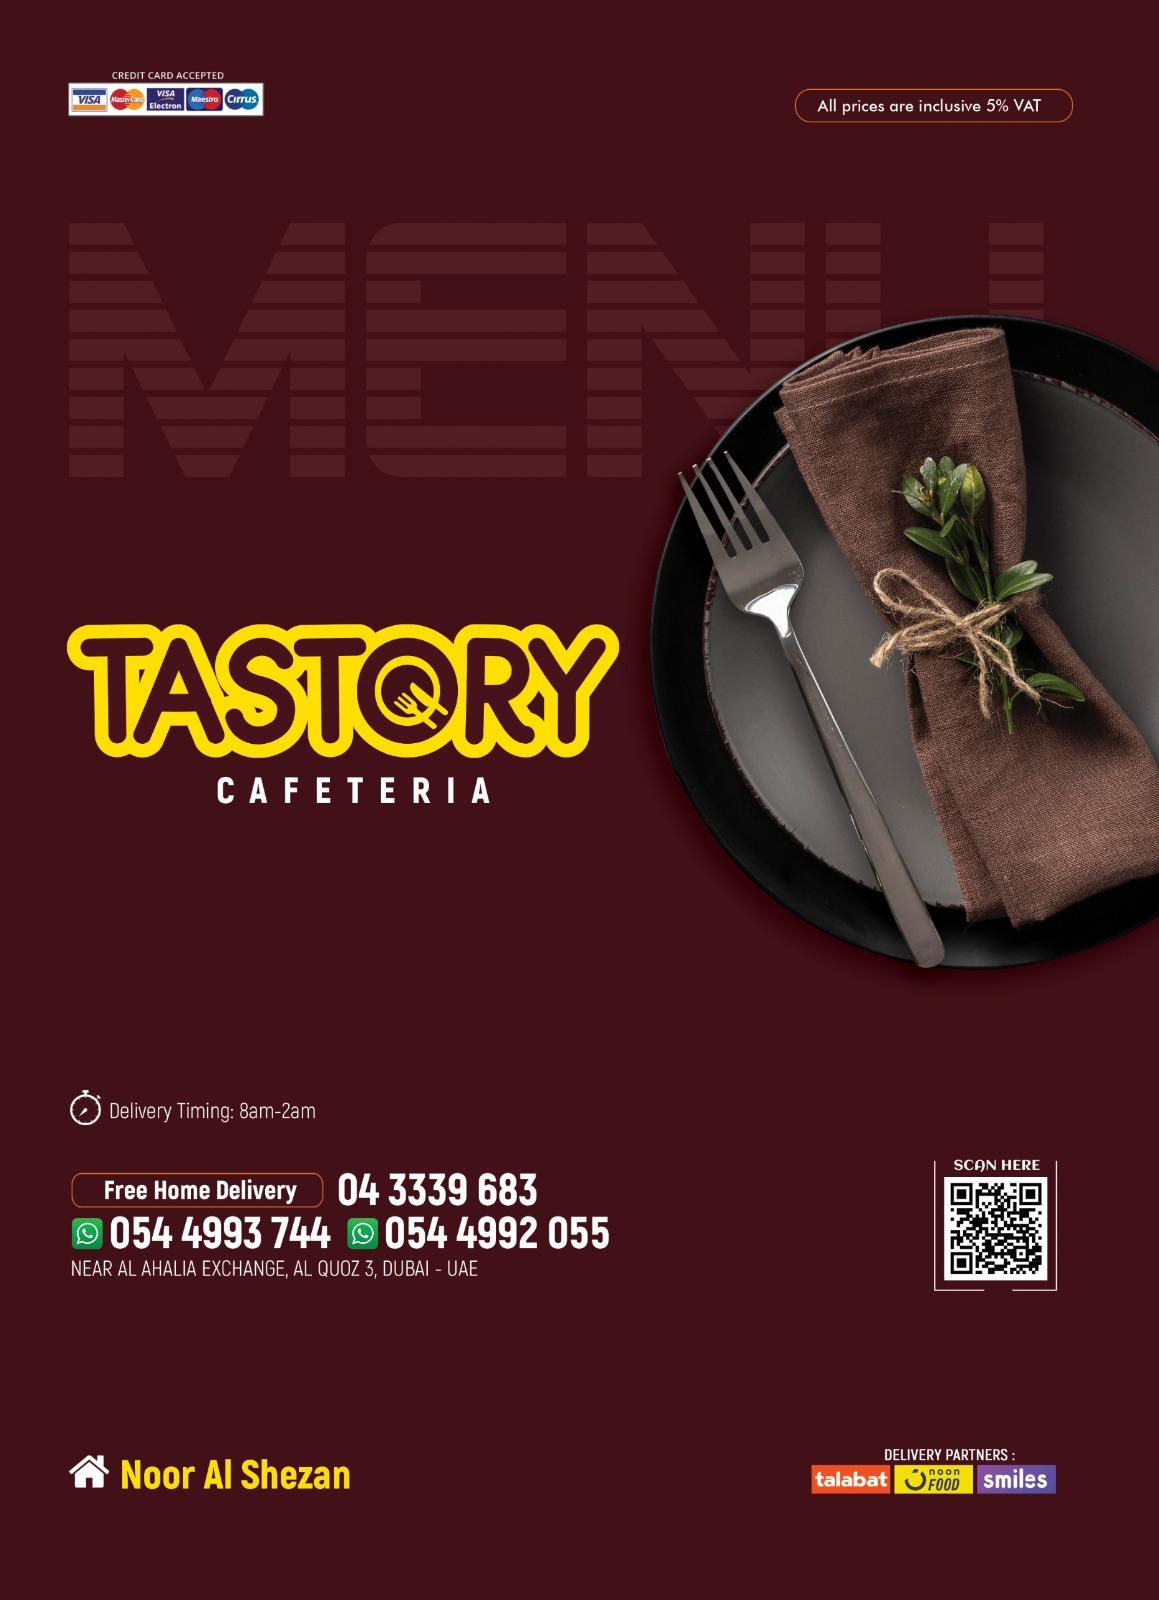 CREDIT CARD ACCEPTED
VISA MasterCard VISA Electron Maestro Cirrus
All prices are inclusive 5% VAT
MENU
TASTORY
CAFETERIA
Delivery Timing: 8am-2am
Free Home Delivery 04 3339 683
054 4993 744 054 4992 055
NEAR AL AHALIA EXCHANGE, AL QUOZ 3, DUBAI - UAE
SCAN HERE
Noor Al Shezan
DELIVERY PARTNERS :
talabat noon FOOD smiles